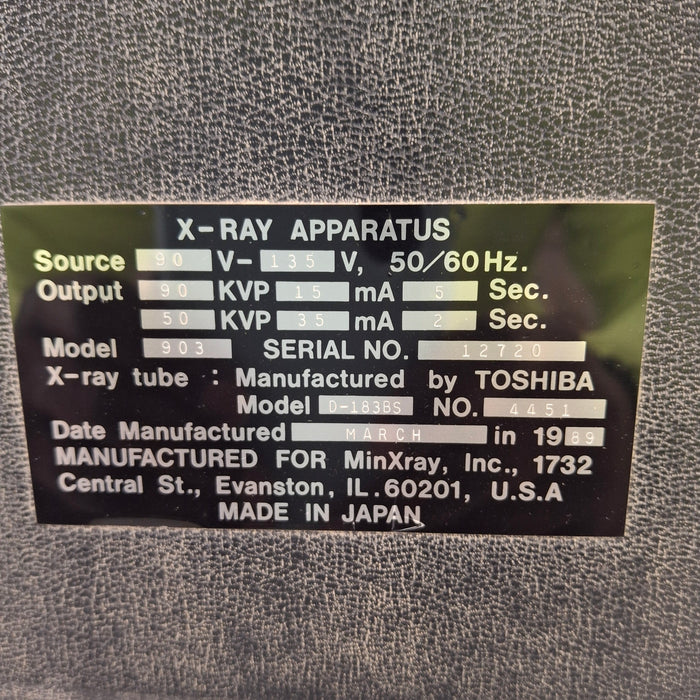 X-RAY APPARATUS
Source 90 V- 135 V, 50/60Hz.
Output 90 KVP 15 mA 5 Sec.
50 KVP 35 mA 2 Sec.
Model 903 SERIAL NO. 12720
X-ray tube : Manufactured by TOSHIBA
Model D-183BS NO. 4451
Date Manufactured MARCH in 1989
MANUFACTURED FOR MinXray, Inc., 1732
Central St., Evanston, IL.60201, U.S.A
MADE IN JAPAN